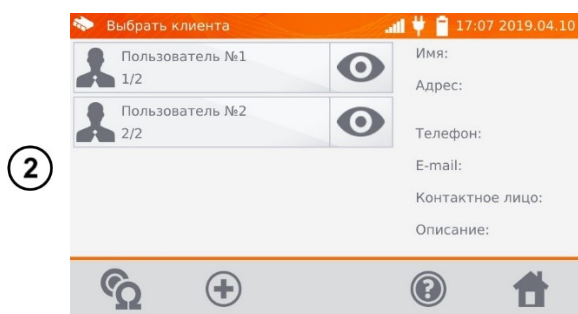 Выбрать клиента
17:07 2019.04.10
Пользователь №1
1/2
Пользователь №2
2/2
Имя:
Адрес:
Телефон:
E-mail:
Контактное лицо:
Описание:
2